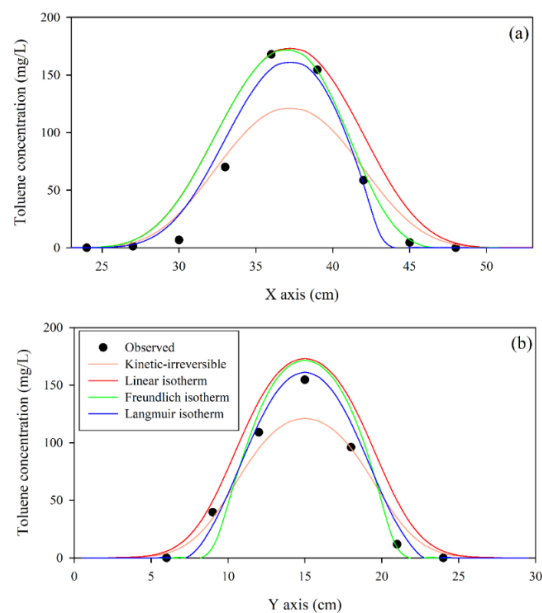 (a)
Toluene concentration (mg/L)
200
150
100
50
0
25 30 35 40 45 50
X axis (cm)
(b)
Toluene concentration (mg/L)
200
150
100
50
0
Observed
Kinetic-irreversible
Linear isotherm
Freundlich isotherm
Langmuir isotherm
0 5 10 15 20 25 30
Y axis (cm)